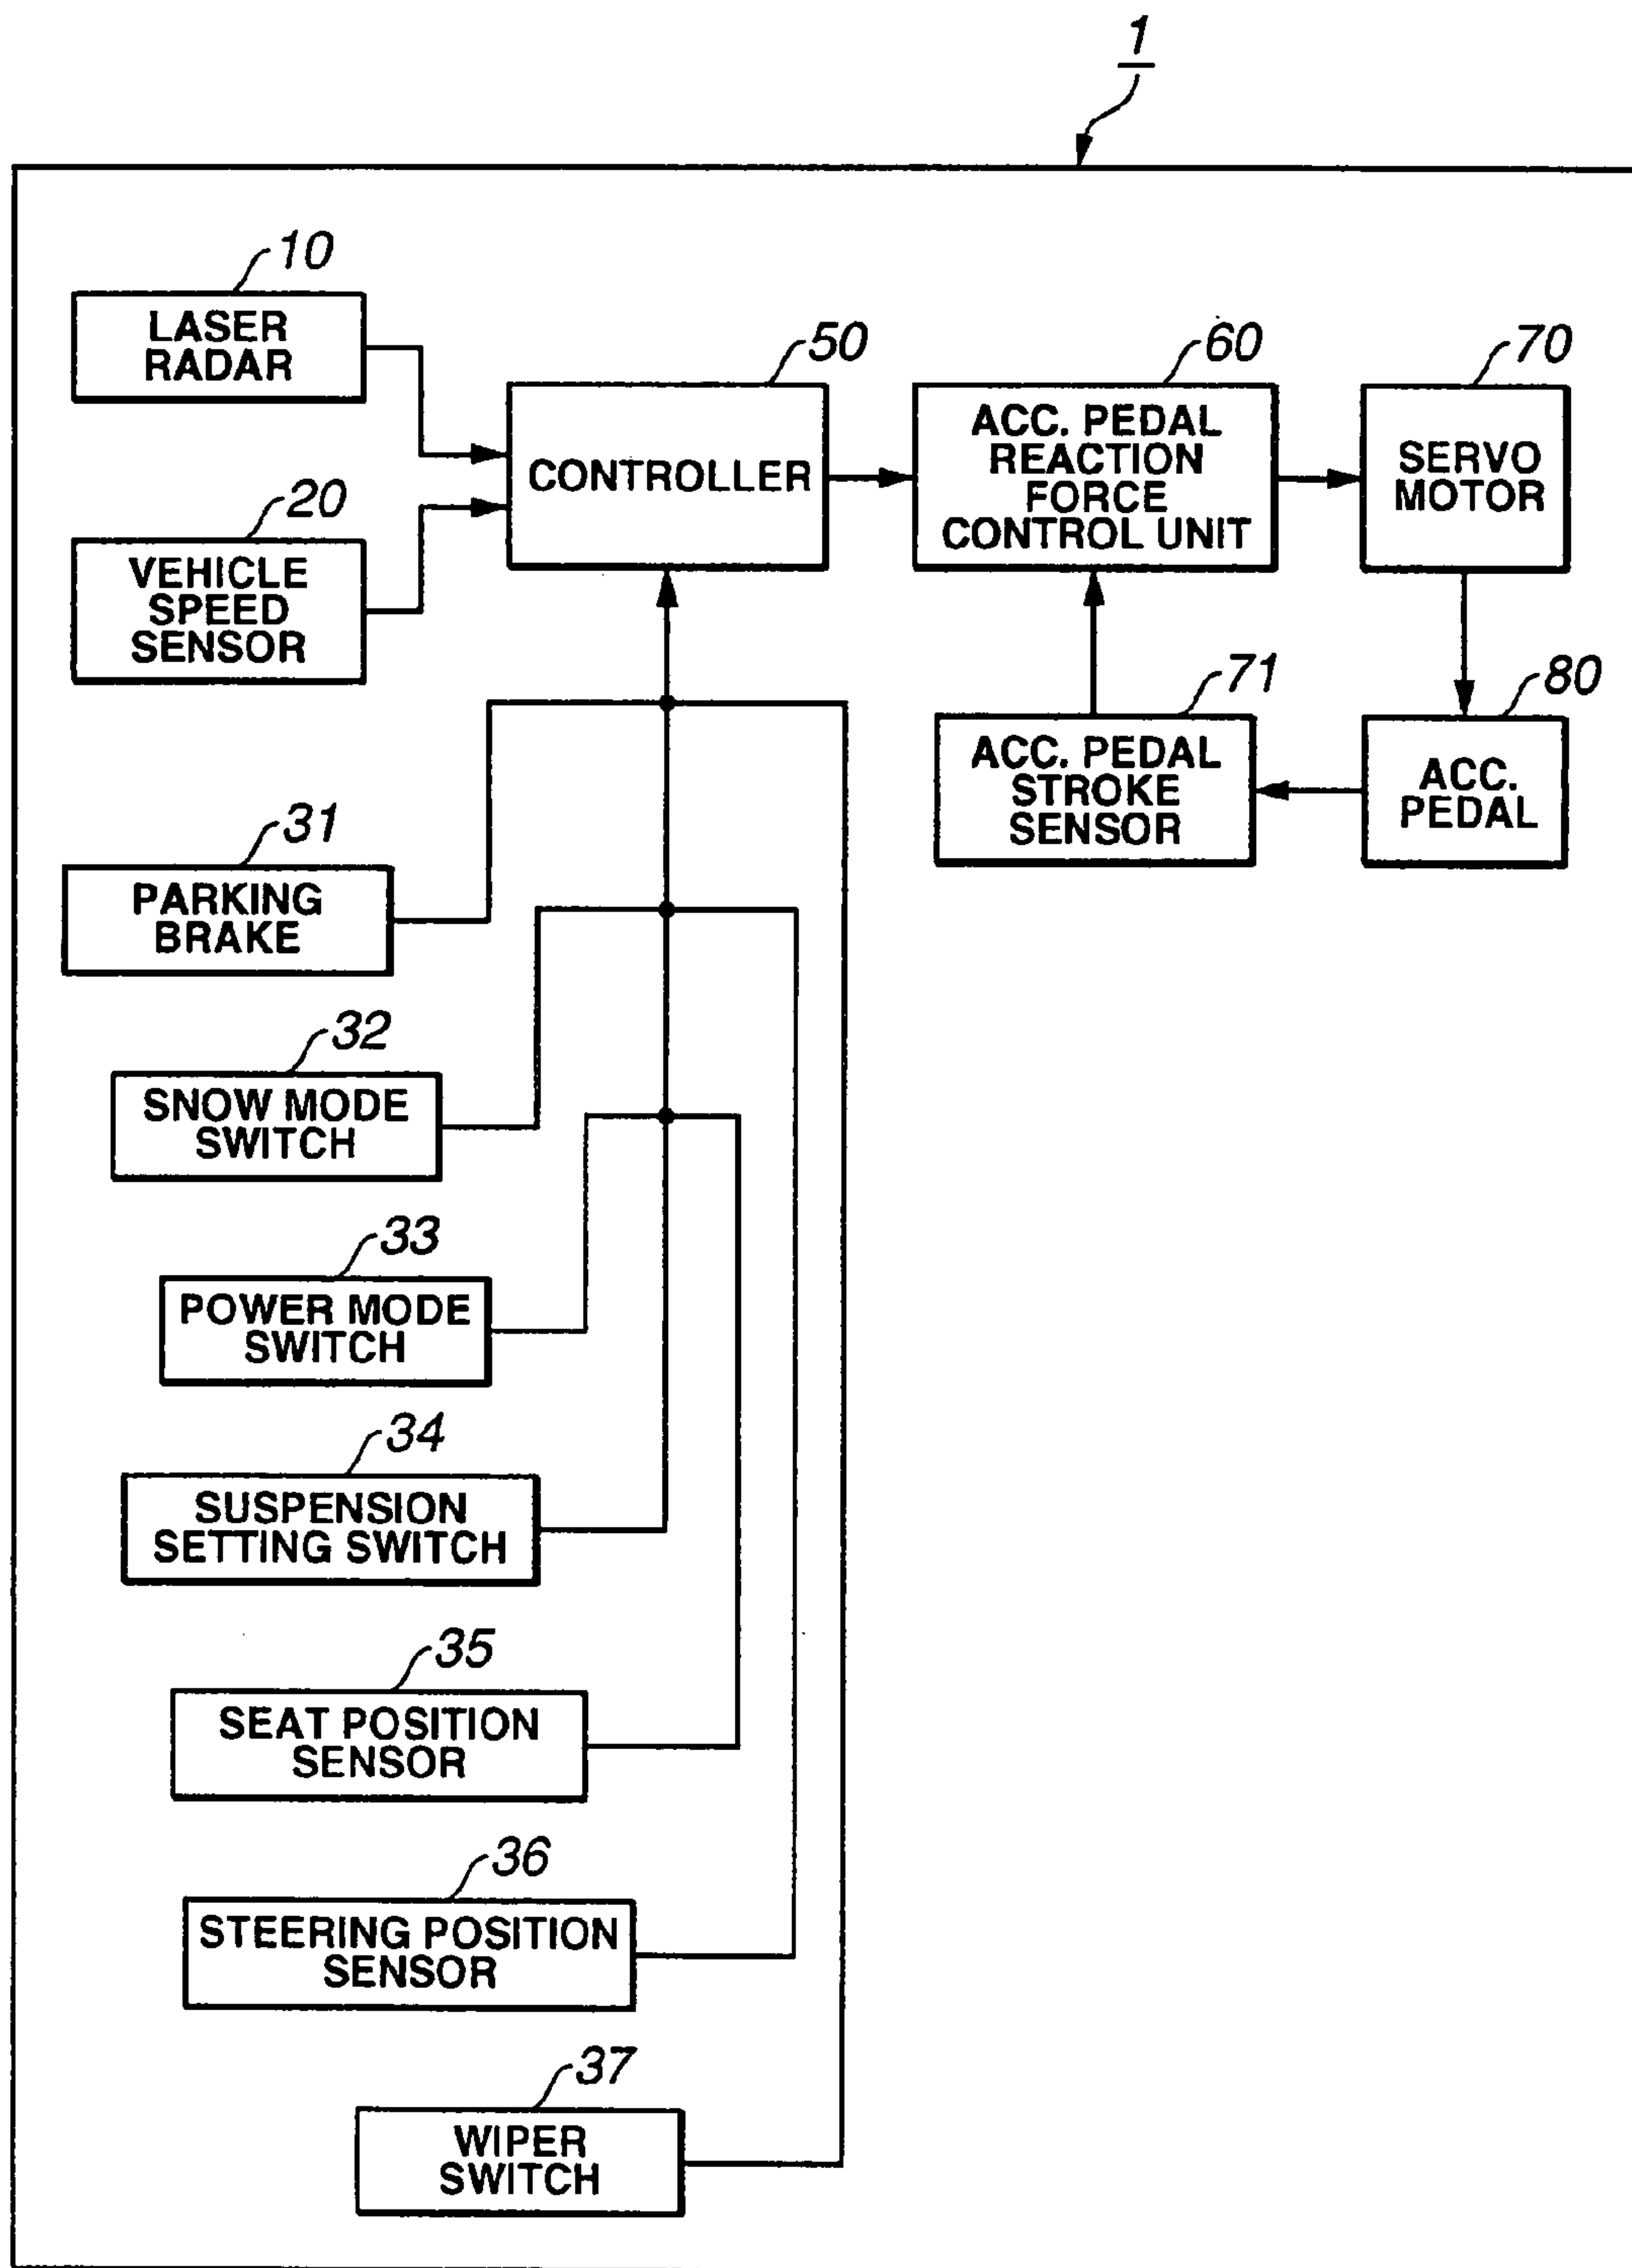 1
10
LASER
RADAR
50
CONTROLLER
60
ACC. PEDAL
REACTION
FORCE
CONTROL UNIT
70
SERVO
MOTOR
20
VEHICLE
SPEED
SENSOR
71
ACC. PEDAL
STROKE
SENSOR
80
ACC.
PEDAL
31
PARKING
BRAKE
32
SNOW MODE
SWITCH
33
POWER MODE
SWITCH
34
SUSPENSION
SETTING SWITCH
35
SEAT POSITION
SENSOR
36
STEERING POSITION
SENSOR
37
WIPER
SWITCH